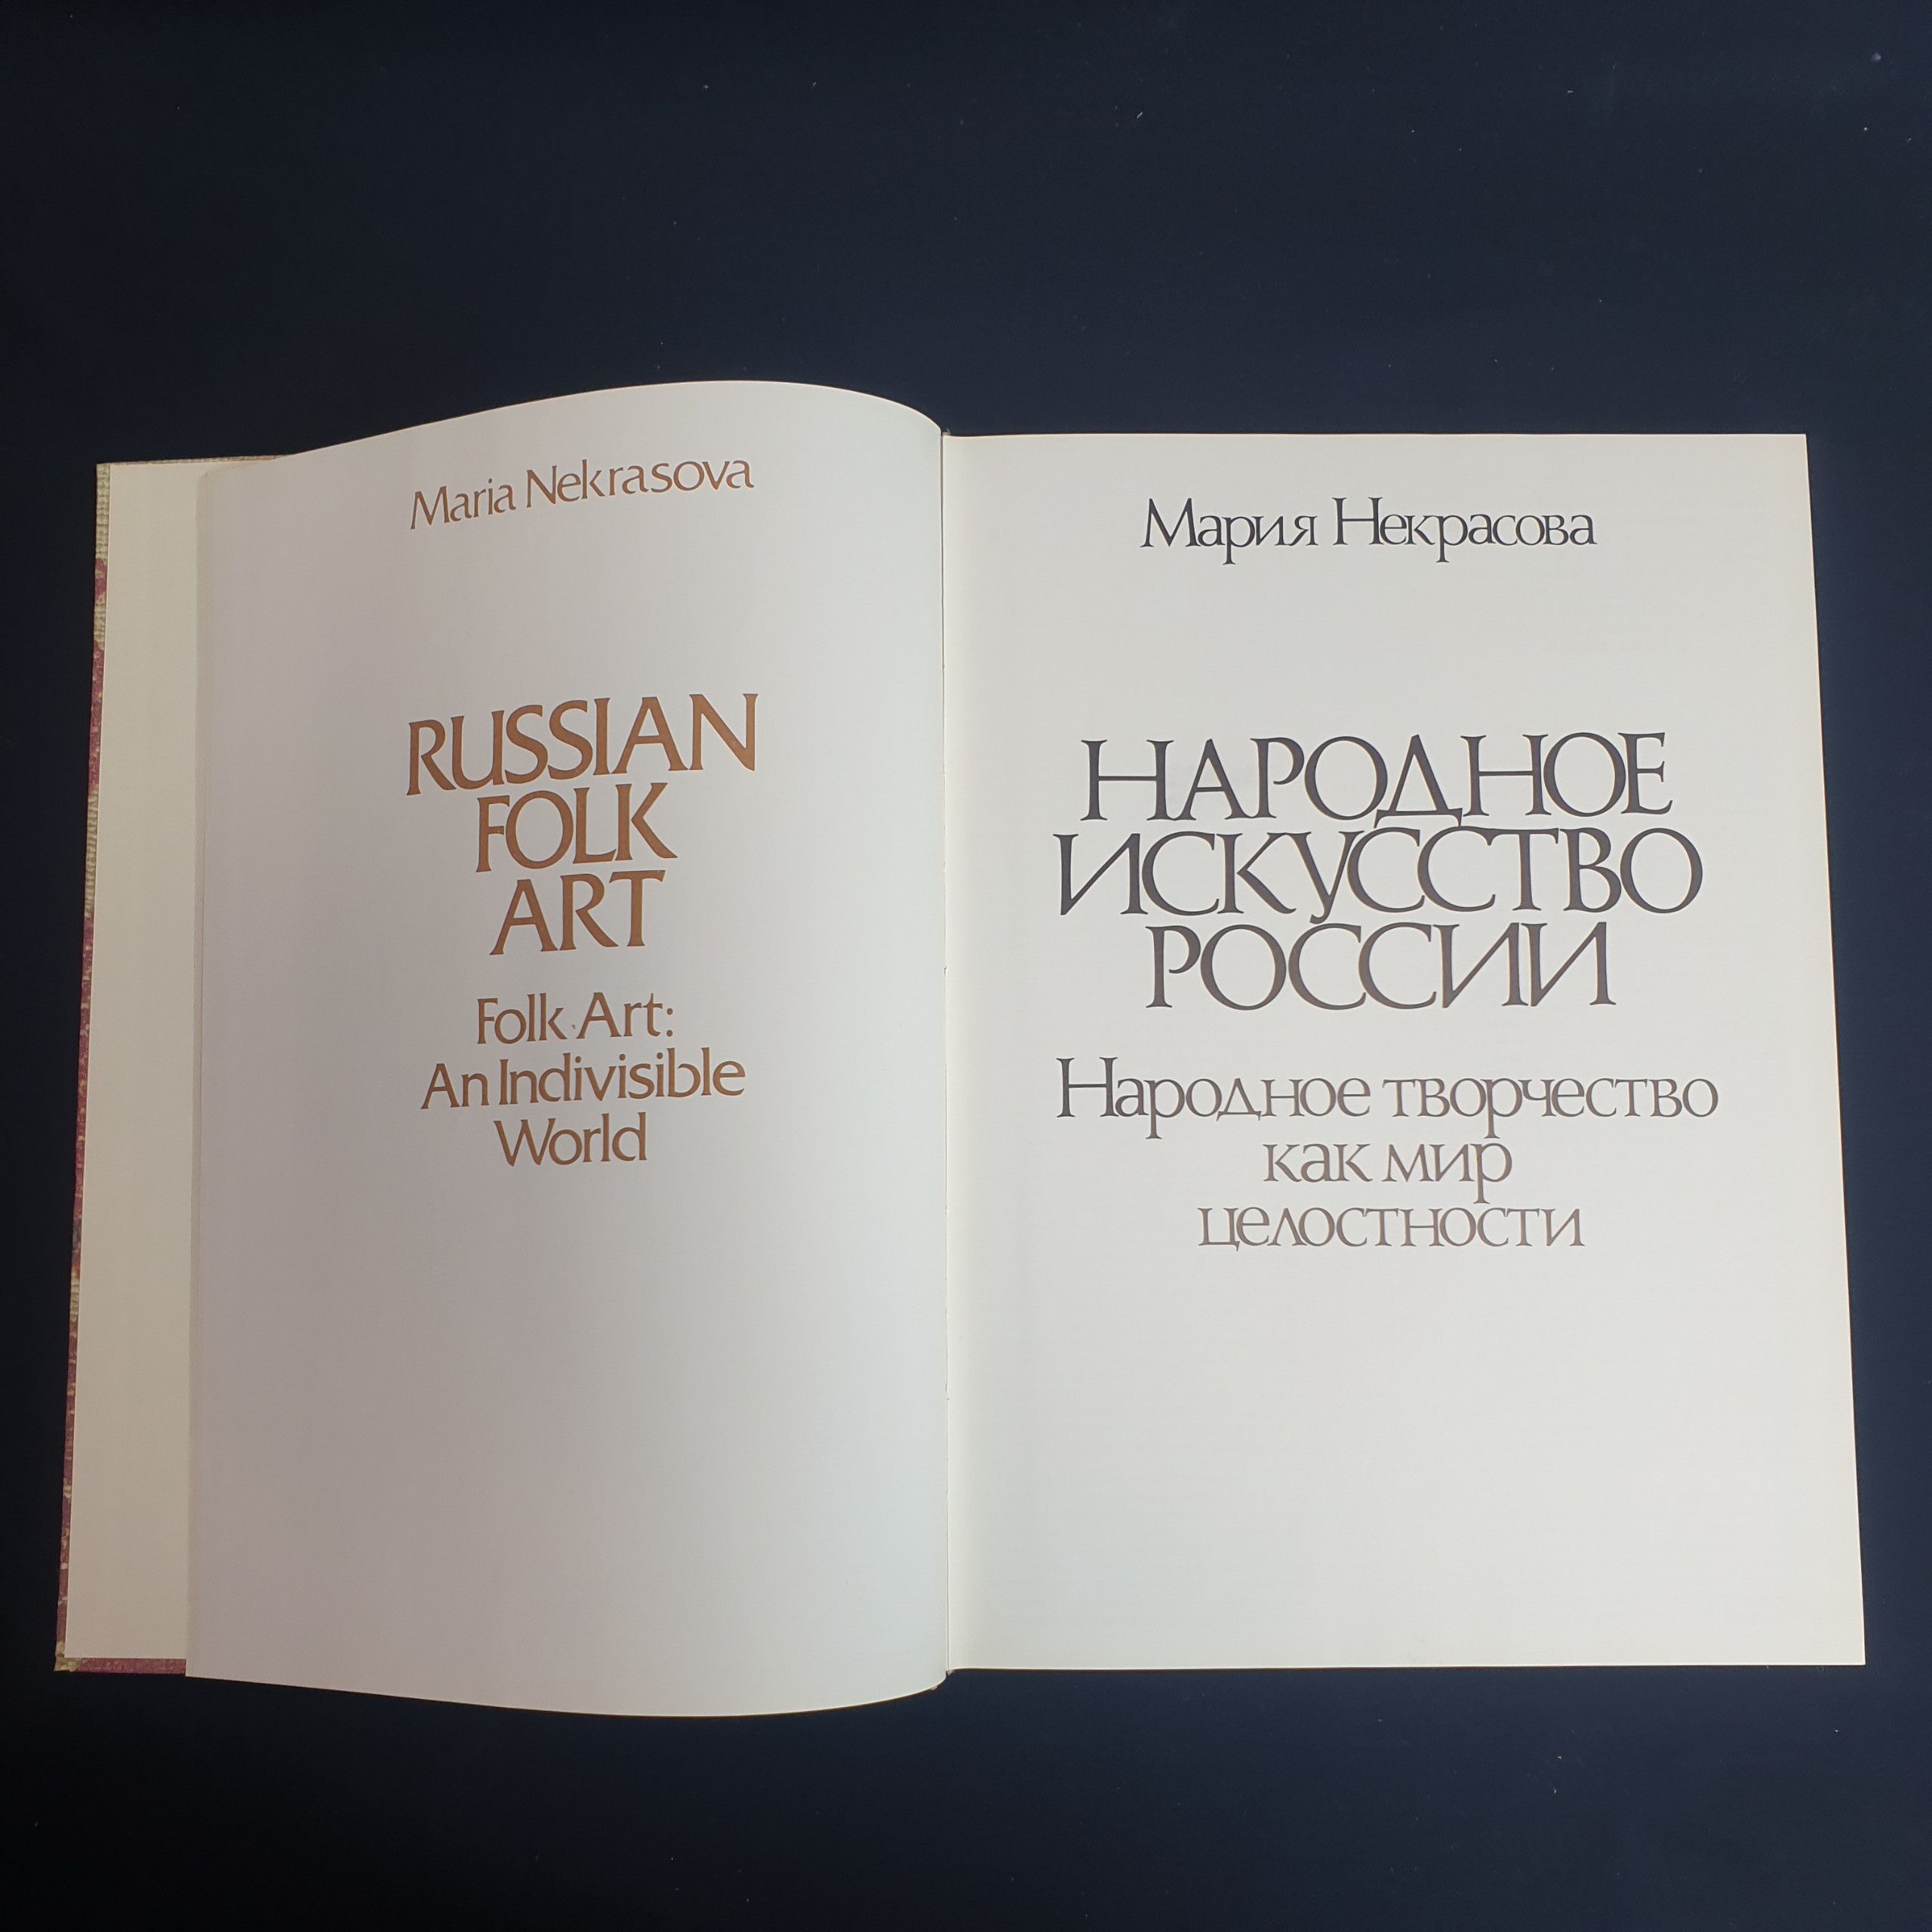 Maria Nekrasova
RUSSIAN
FOLK
ART
Folk Art:
An Indivisible
World
Мария Некрасова
НАРОДНОЕ
ИСКУССТВО
РОССИИ
Народное творчество
как мир
целостности